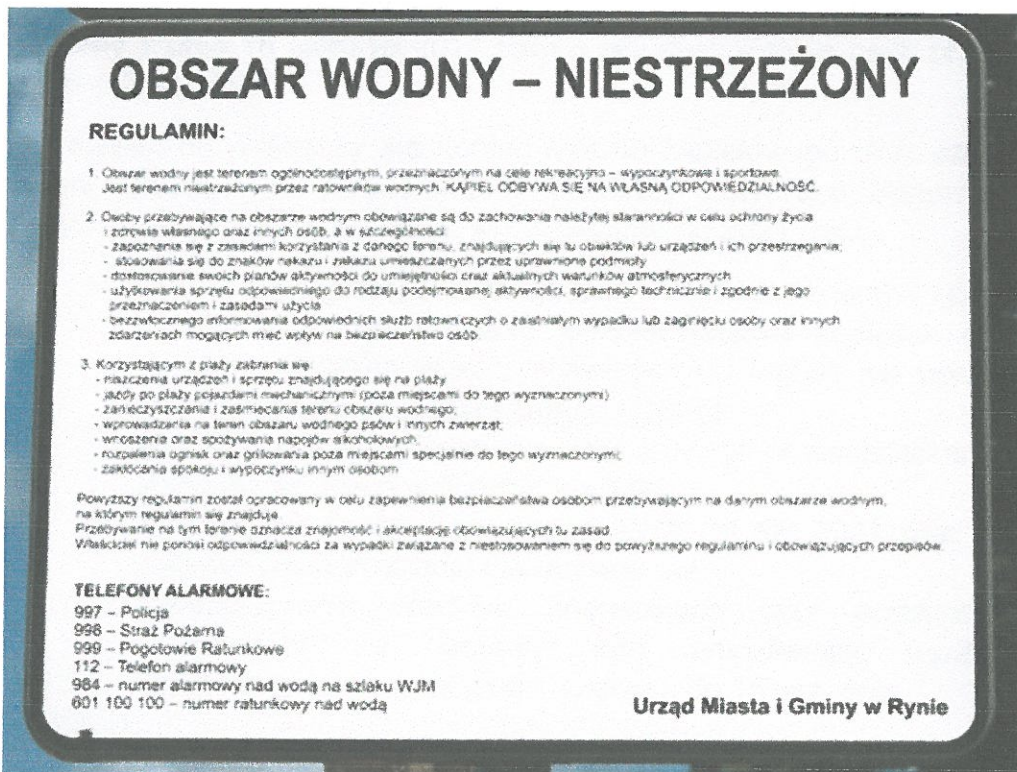 OBSZAR WODNY – NIESTRZEŻONY
REGULAMIN:
1. Obszar wodny jest terenem ogólnodostępnym, przeznaczonym na cele rekreacyjno – wypoczynkowe i sportowe.
Jest terenem niestrzeżonym przez ratowników wodnych. KĄPIEL ODBYWA SIĘ NA WŁASNĄ ODPOWIEDZIALNOŚĆ.
2. Osoby przebywające na obszarze wodnym obowiązane są do zachowania należytej staranności w celu ochrony życia
i zdrowia własnego oraz innych osób, a w szczególności:
- zapoznania się z zasadami korzystania z danego terenu, znajdujących się tu obiektów lub urządzeń i ich przestrzegania;
- stosowania się do znaków nakazu i zakazu umieszczanych przez uprawnione podmioty
- dostosowanie swoich planów aktywności do umiejętności oraz aktualnych warunków atmosferycznych
- użytkowania sprzętu odpowiedniego do rodzaju podejmowanej aktywności, sprawnego technicznie i zgodnie z jego
przeznaczeniem i zasadami użycia
- bezzwłocznego informowania odpowiednich służb ratowniczych o zaistniałym wypadku lub zaginięciu osoby oraz innych
zdarzeniach mogących mieć wpływ na bezpieczeństwo osób.
3. Korzystającym z plaży zabrania się:
- niszczenia urządzeń i sprzętu znajdującego się na plaży
- jazdy po plaży pojazdami mechanicznymi (poza miejscami do tego wyznaczonymi)
- zanieczyszczania i zaśmiecania terenu obszaru wodnego;
- wprowadzania na teren obszaru wodnego psów i innych zwierząt;
- wnoszenia oraz spożywania napojów alkoholowych,
- rozpalenia ognisk oraz grillowania poza miejscami specjalnie do tego wyznaczonymi;
- zakłócania spokoju i wypoczynku innym osobom
Powyższy regulamin został opracowany w celu zapewnienia bezpieczeństwa osobom przebywającym na danym obszarze wodnym,
na którym regulamin się znajduje.
Przebywanie na tym terenie oznacza znajomość i akceptację obowiązujących tu zasad.
Właściciel nie ponosi odpowiedzialności za wypadki związane z niestosowaniem się do powyższego regulaminu i obowiązujących przepisów.
TELEFONY ALARMOWE:
997 – Policja
998 – Straż Pożarna
999 – Pogotowie Ratunkowe
112 – Telefon alarmowy
984 – numer alarmowy nad wodą na szlaku WJM
601 100 100 – numer ratunkowy nad wodą
Urząd Miasta i Gminy w Rynie